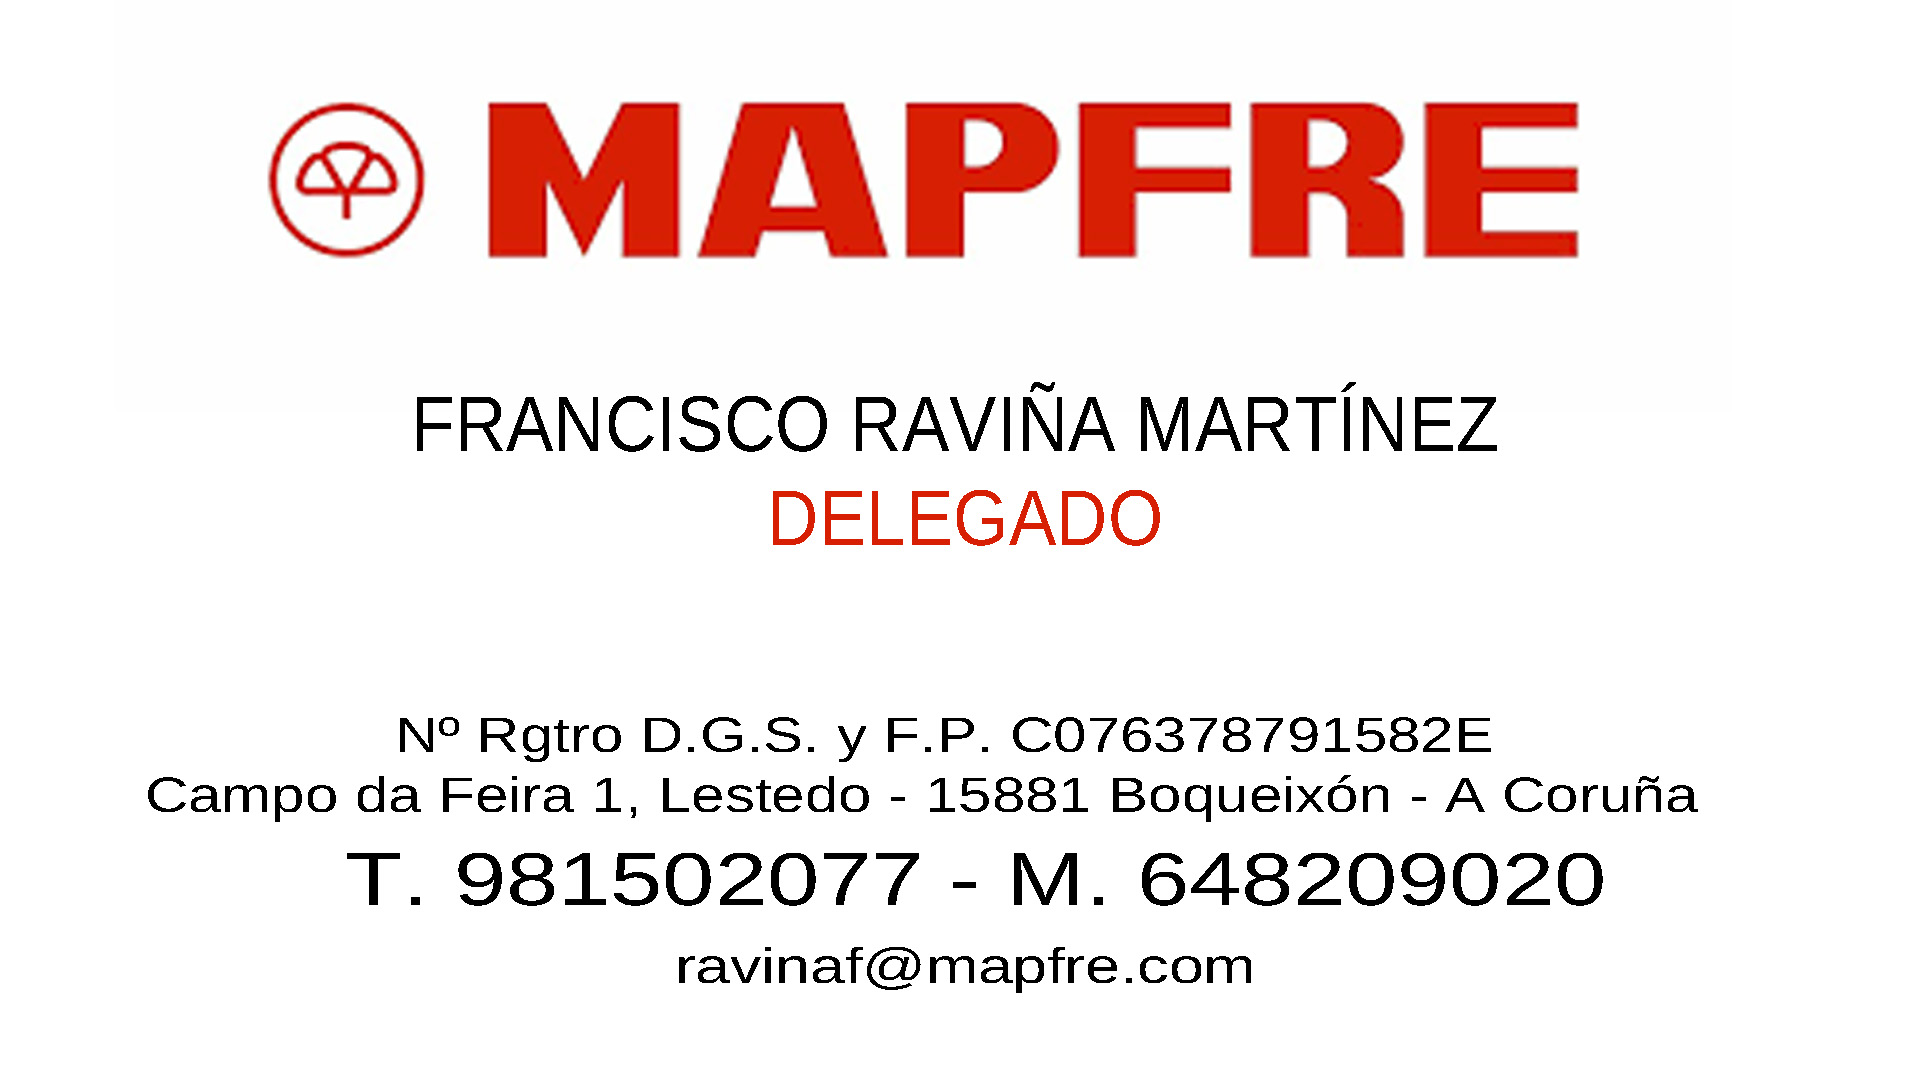 MAPFRE
FRANCISCO RAVIÑA MARTÍNEZ
DELEGADO
Nº Rgtro D.G.S. y F.P. C076378791582E
Campo da Feira 1, Lestedo - 15881 Boqueixón - A Coruña
T. 981502077 - M. 648209020
ravinaf@mapfre.com